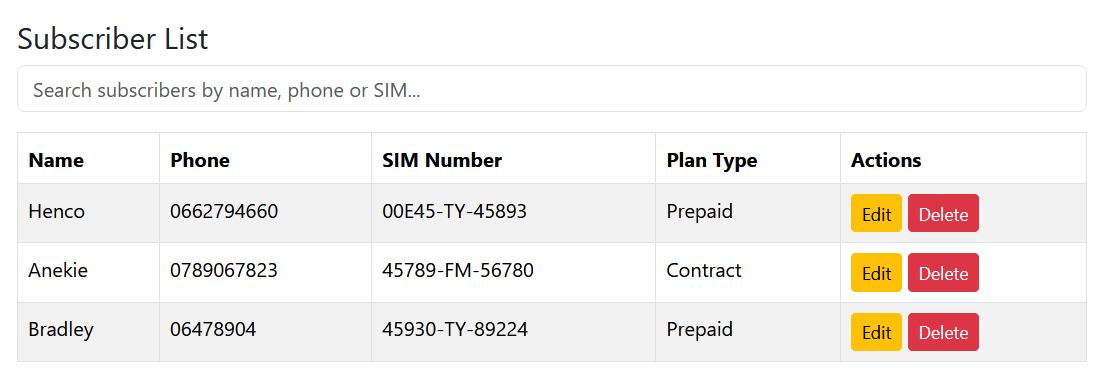 Subscriber List
Search subscribers by name, phone or SIM...
Name Phone SIM Number Plan Type Actions
Henco 0662794660 00E45-TY-45893 Prepaid Edit Delete
Anekie 0789067823 45789-FM-56780 Contract Edit Delete
Bradley 06478904 45930-TY-89224 Prepaid Edit Delete